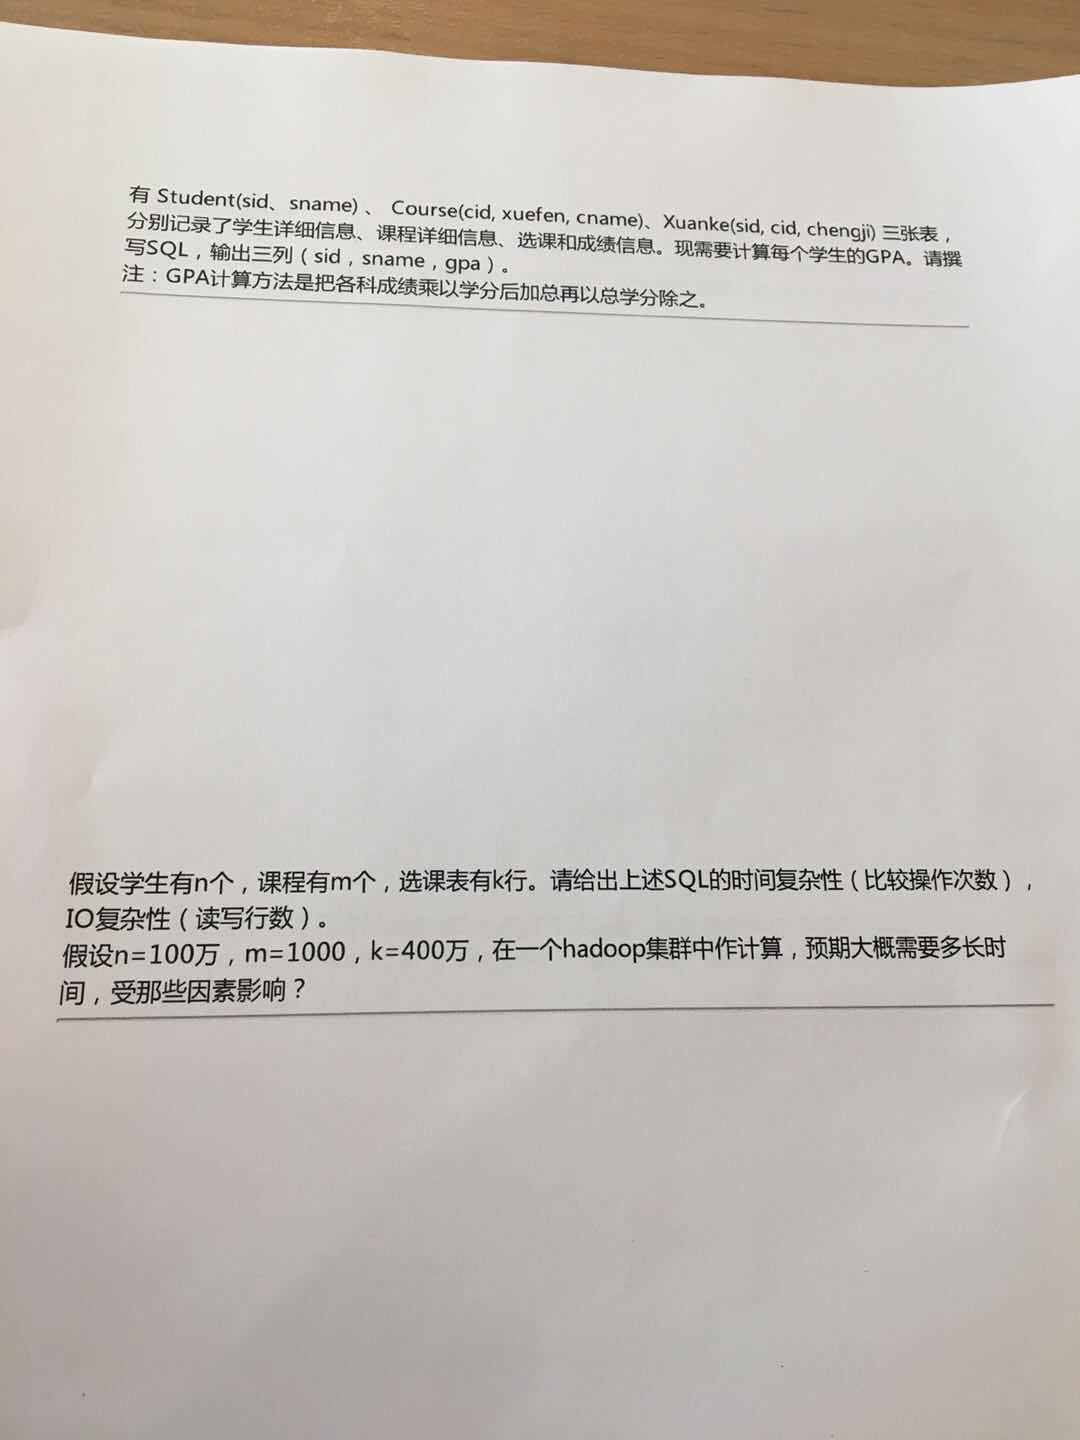 有 Student(sid、sname) 、 Course(cid, xuefen, cname)、Xuanke(sid, cid, chengji) 三张表，
分别记录了学生详细信息、课程详细信息、选课和成绩信息。现需要计算每个学生的GPA。请撰
写SQL，输出三列（sid，sname，gpa）。
注：GPA计算方法是把各科成绩乘以学分后加总再以总学分除之。
假设学生有n个，课程有m个，选课表有k行。请给出上述SQL的时间复杂性（比较操作次数），
IO复杂性（读写行数）。
假设n=100万，m=1000，k=400万，在一个hadoop集群中作计算，预期大概需要多长时
间，受那些因素影响？